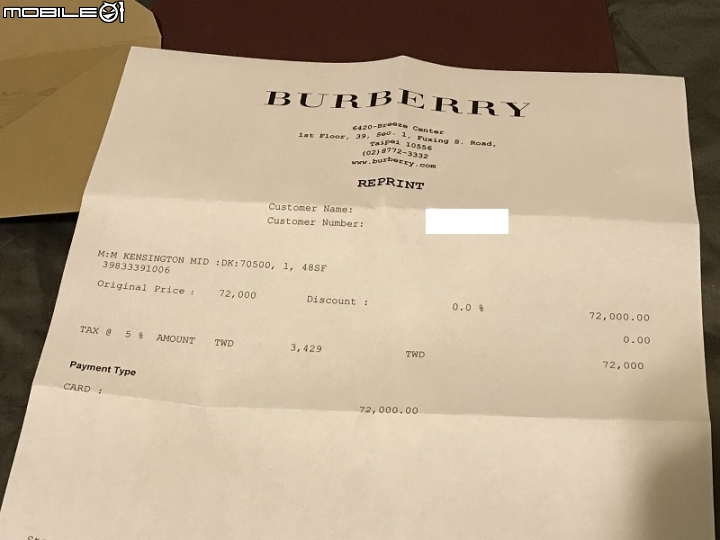 MOBILE01
BURBERRY
6420-Breeze Center
1st Floor, 39, Sec. 1, Fuxing S. Road,
Taipei 10556
(02)8772-3332
www.burberry.com
REPRINT
Customer Name:
Customer Number:
M:M KENSINGTON MID :DK:70500, 1, 48SF
39833391006
Original Price : 72,000 Discount : 0.0 % 72,000.00
0.00
TAX @ 5 % AMOUNT TWD 3,429 TWD 72,000
Payment Type
CARD : 72,000.00